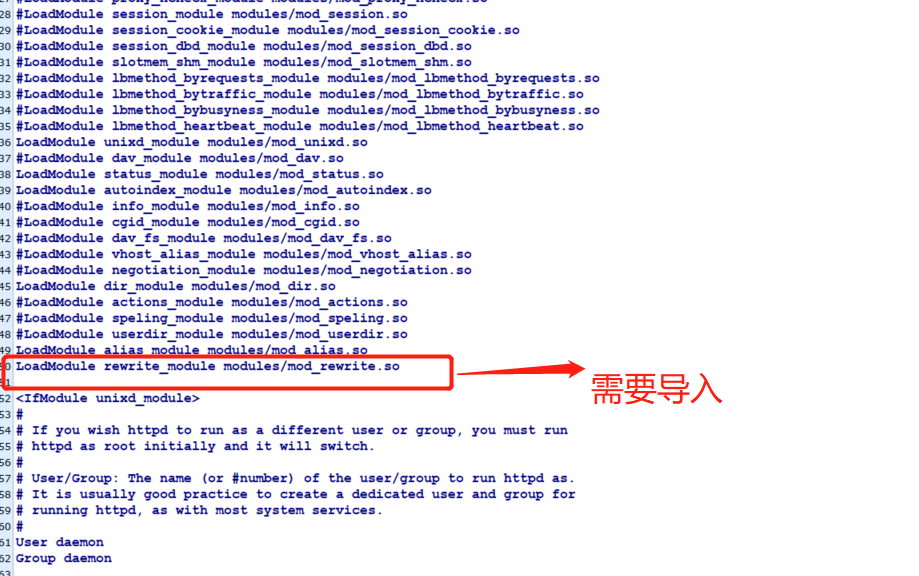 28 #LoadModule session_module modules/mod_session.so
29 #LoadModule session_cookie_module modules/mod_session_cookie.so
30 #LoadModule session_dbd_module modules/mod_session_dbd.so
31 #LoadModule slotmem_shm_module modules/mod_slotmem_shm.so
32 #LoadModule lbmethod_byrequests_module modules/mod_lbmethod_byrequests.so
33 #LoadModule lbmethod_bytraffic_module modules/mod_lbmethod_bytraffic.so
34 #LoadModule lbmethod_bybusyness_module modules/mod_lbmethod_bybusyness.so
35 #LoadModule lbmethod_heartbeat_module modules/mod_lbmethod_heartbeat.so
36 LoadModule unixd_module modules/mod_unixd.so
37 #LoadModule dav_module modules/mod_dav.so
38 LoadModule status_module modules/mod_status.so
39 LoadModule autoindex_module modules/mod_autoindex.so
40 #LoadModule info_module modules/mod_info.so
41 #LoadModule cgid_module modules/mod_cgid.so
42 #LoadModule dav_fs_module modules/mod_dav_fs.so
43 #LoadModule vhost_alias_module modules/mod_vhost_alias.so
44 #LoadModule negotiation_module modules/mod_negotiation.so
45 LoadModule dir_module modules/mod_dir.so
46 #LoadModule actions_module modules/mod_actions.so
47 #LoadModule speling_module modules/mod_speling.so
48 #LoadModule userdir_module modules/mod_userdir.so
49 LoadModule alias_module modules/mod_alias.so
LoadModule rewrite_module modules/mod_rewrite.so
需要导入
52 <IfModule unixd_module>
53 #
54 # If you wish httpd to run as a different user or group, you must run
55 # httpd as root initially and it will switch.
56 #
57 # User/Group: The name (or #number) of the user/group to run httpd as.
58 # It is usually good practice to create a dedicated user and group for
59 # running httpd, as with most system services.
60 #
61 User daemon
62 Group daemon